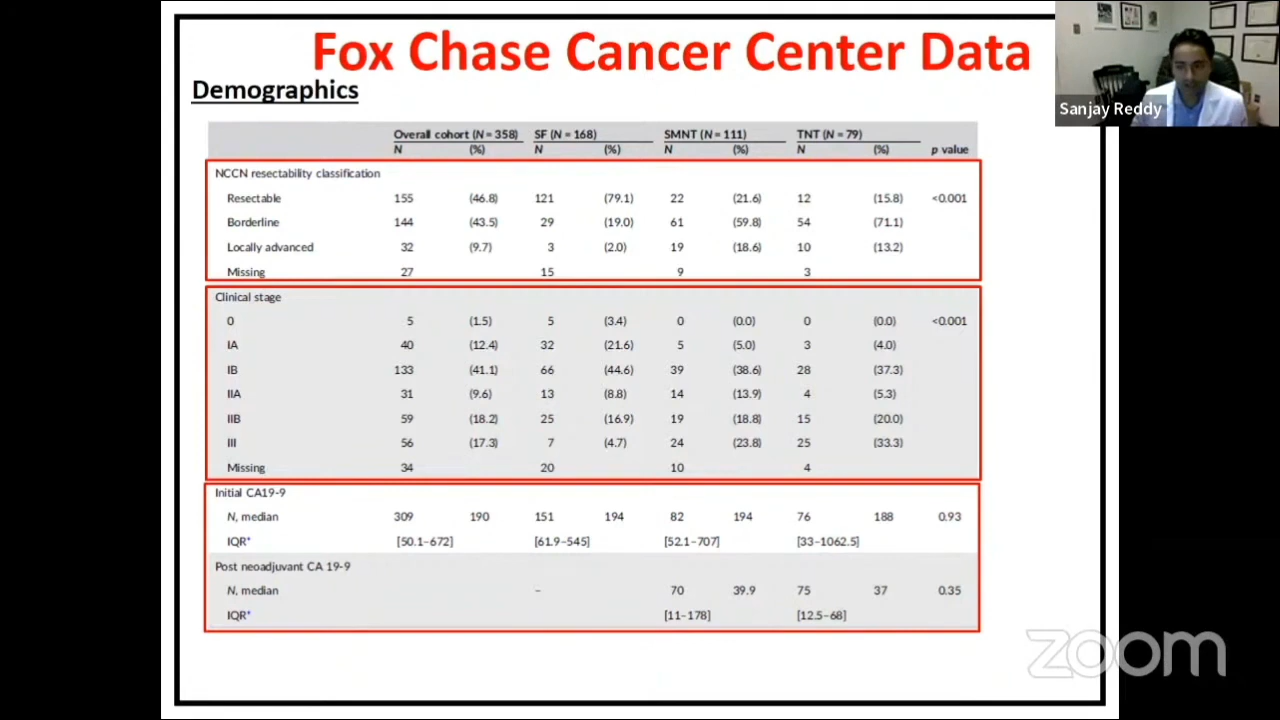 Fox Chase Cancer Center Data
Sanjay Reddy
Demographics
Overall cohort (N = 358) SF (N = 168) SMNT (N = 111) TNT (N = 79)
N (%) N (%) N (%) N (%) p value
NCCN resectability classification
Resectable 155 (46.8) 121 (79.1) 22 (21.6) 12 (15.8) <0.001
Borderline 144 (43.5) 29 (19.0) 61 (59.8) 54 (71.1)
Locally advanced 32 (9.7) 3 (2.0) 19 (18.6) 10 (13.2)
Missing 27 15 9 3
Clinical stage
0 5 (1.5) 5 (3.4) 0 (0.0) 0 (0.0) <0.001
IA 40 (12.4) 32 (21.6) 5 (5.0) 3 (4.0)
IB 133 (41.1) 66 (44.6) 39 (38.6) 28 (37.3)
IIA 31 (9.6) 13 (8.8) 14 (13.9) 4 (5.3)
IIB 59 (18.2) 25 (16.9) 19 (18.8) 15 (20.0)
III 56 (17.3) 7 (4.7) 24 (23.8) 25 (33.3)
Missing 34 20 10 4
Initial CA19-9
N, median 309 190 151 194 82 194 76 188 0.93
IQR* [50.1–672] [61.9–545] [52.1–707] [33–1062.5]
Post neoadjuvant CA 19-9
N, median – 70 39.9 75 37 0.35
IQR* [11–178] [12.5–68]
zoom